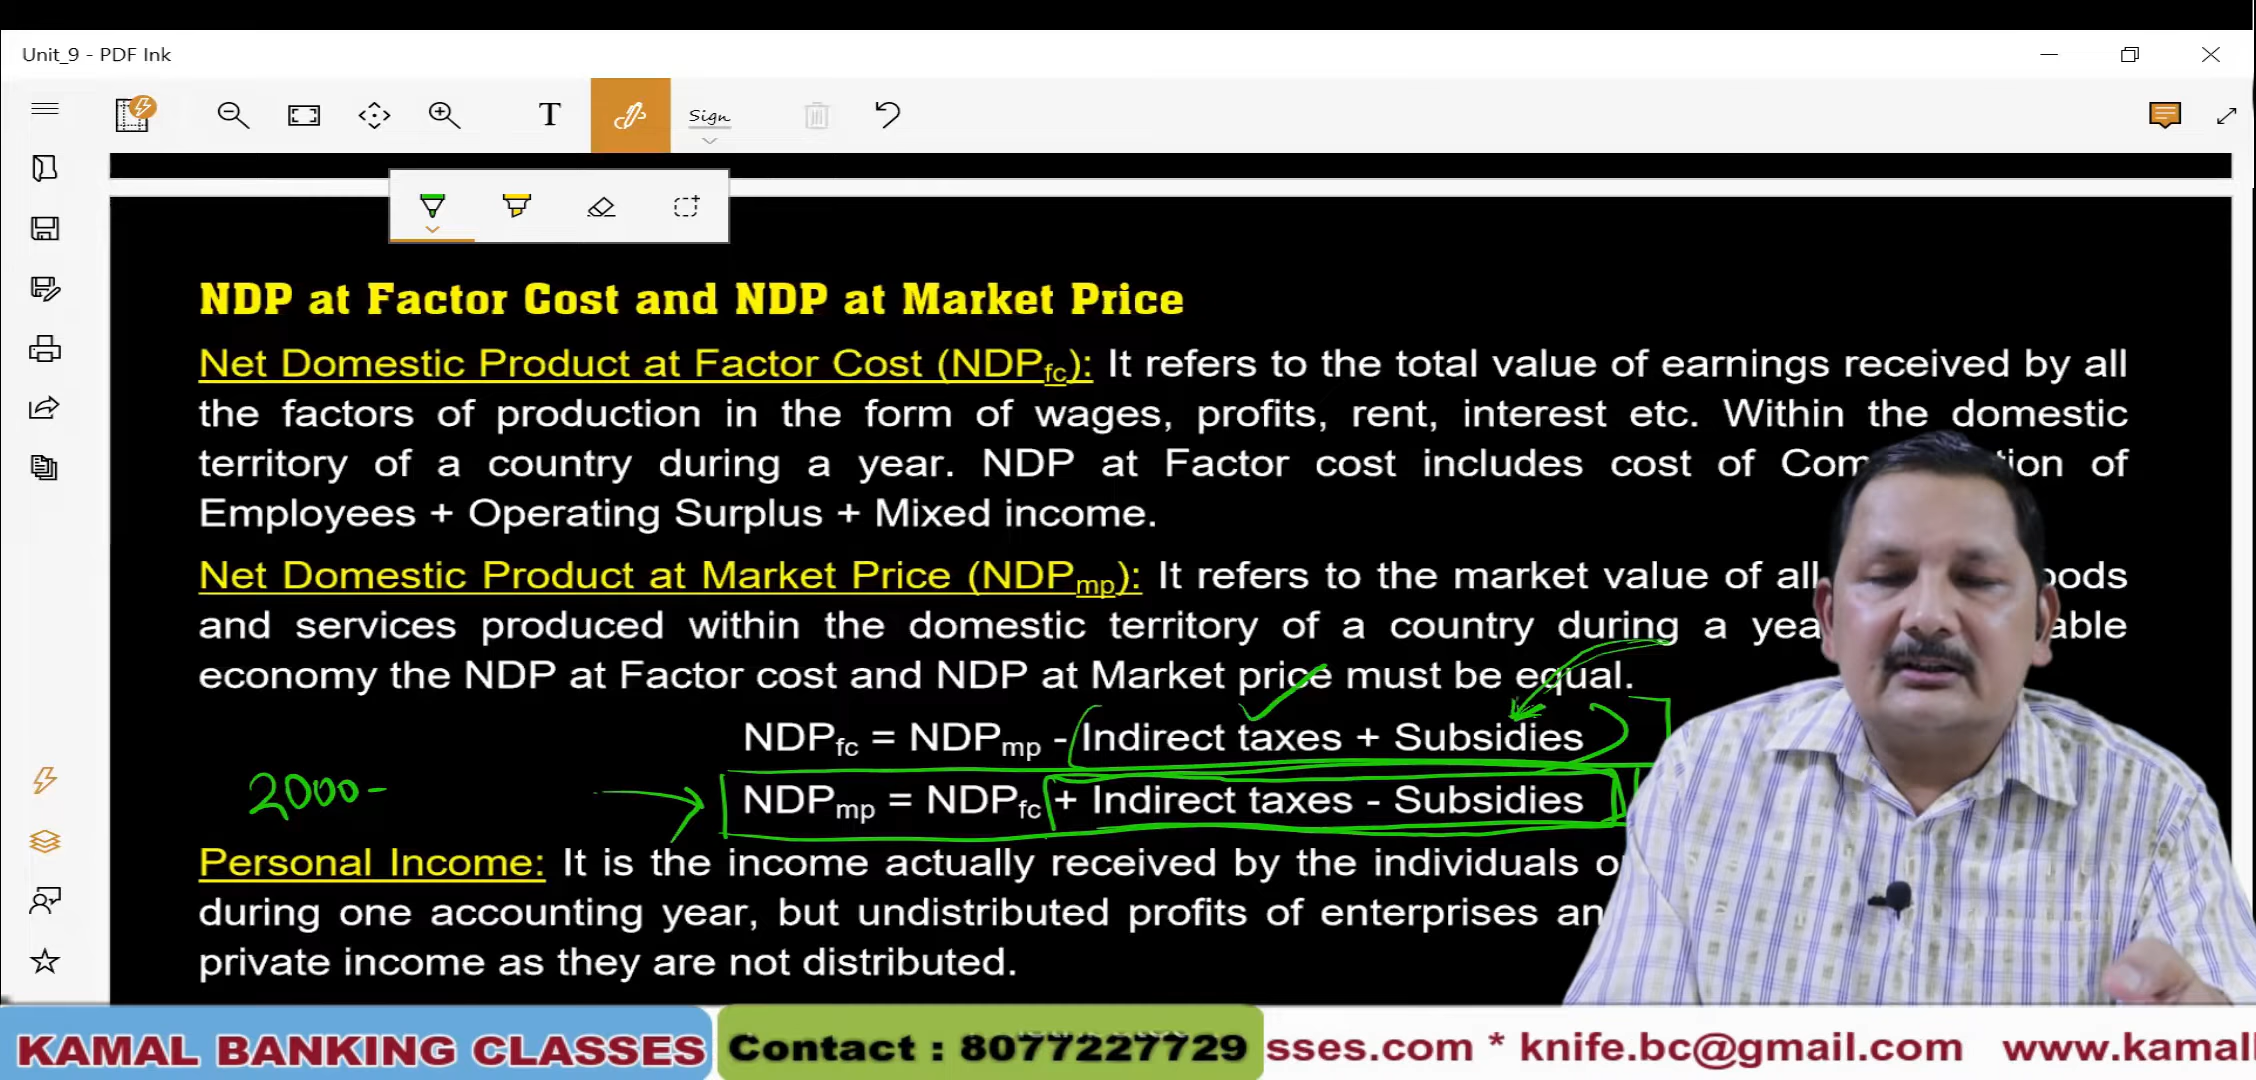 Unit_9 - PDF Ink
T
Sign
NDP at Factor Cost and NDP at Market Price
Net Domestic Product at Factor Cost (NDPfc): It refers to the total value of earnings received by all
the factors of production in the form of wages, profits, rent, interest etc. Within the domestic
territory of a country during a year. NDP at Factor cost includes cost of Com tion of
Employees + Operating Surplus + Mixed income.
Net Domestic Product at Market Price (NDPmp): It refers to the market value of all oods
and services produced within the domestic territory of a country during a yea able
economy the NDP at Factor cost and NDP at Market price must be equal.
NDPfc = NDPmp - Indirect taxes + Subsidies
2000-
NDPmp = NDPfc + Indirect taxes - Subsidies
Personal Income: It is the income actually received by the individuals o
during one accounting year, but undistributed profits of enterprises an
private income as they are not distributed.
KAMAL BANKING CLASSES Contact : 8077227729 sses.com * knife.bc@gmail.com www.kamal